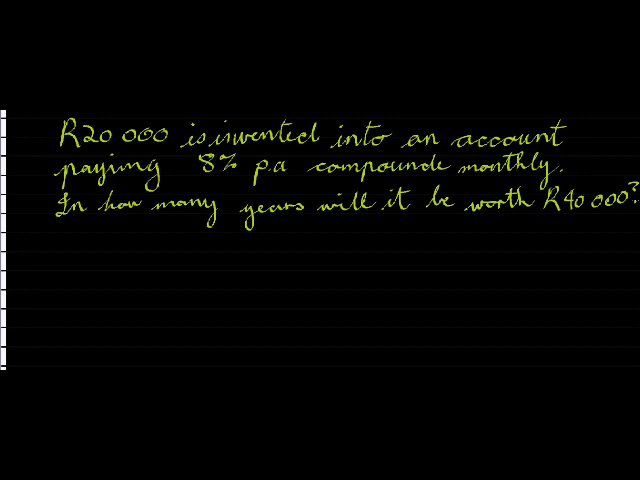 R20 000 is invented into an account
paying 8% p.a compounde monthly.
In how many years will it be worth R40 000?